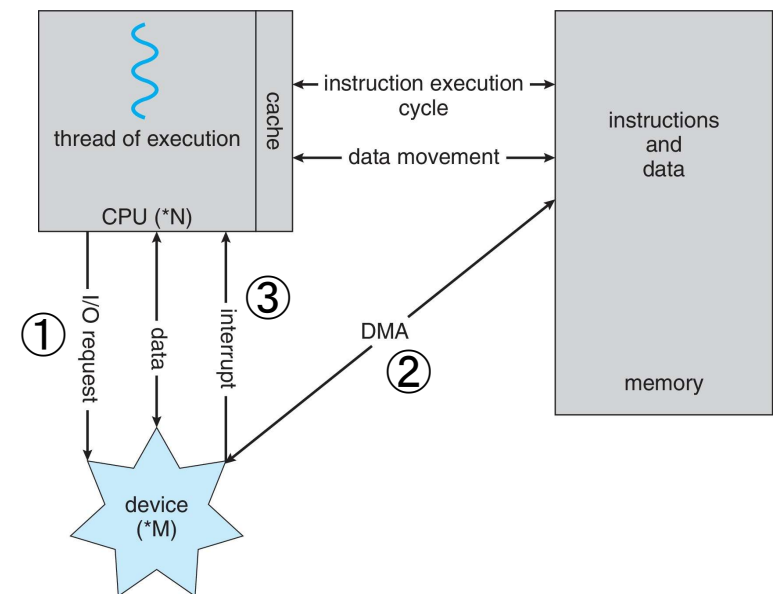 thread of execution
cache
CPU (*N)
instruction execution
cycle
data movement
instructions
and
data
memory
①
I/O request
data
interrupt
③
DMA
②
device
(*M)